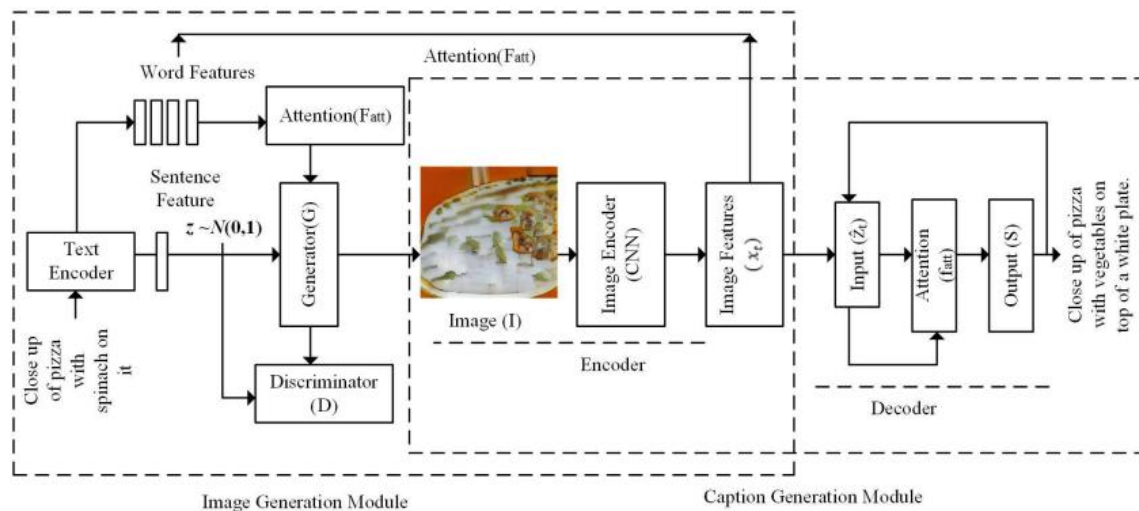 Attention(Fatt)
Word Features
Attention(Fatt)
Sentence
Feature
z ~N(0,1)
Text
Encoder
Generator(G)
Close up
of pizza
with
spinach on
it
Discriminator
(D)
Image (I)
Image Encoder
(CNN)
Image Features
( xt )
Encoder
Input (ẑt)
Attention
(fatt)
Output (S)
Close up of pizza
with vegetables on
top of a white plate.
Decoder
Image Generation Module
Caption Generation Module